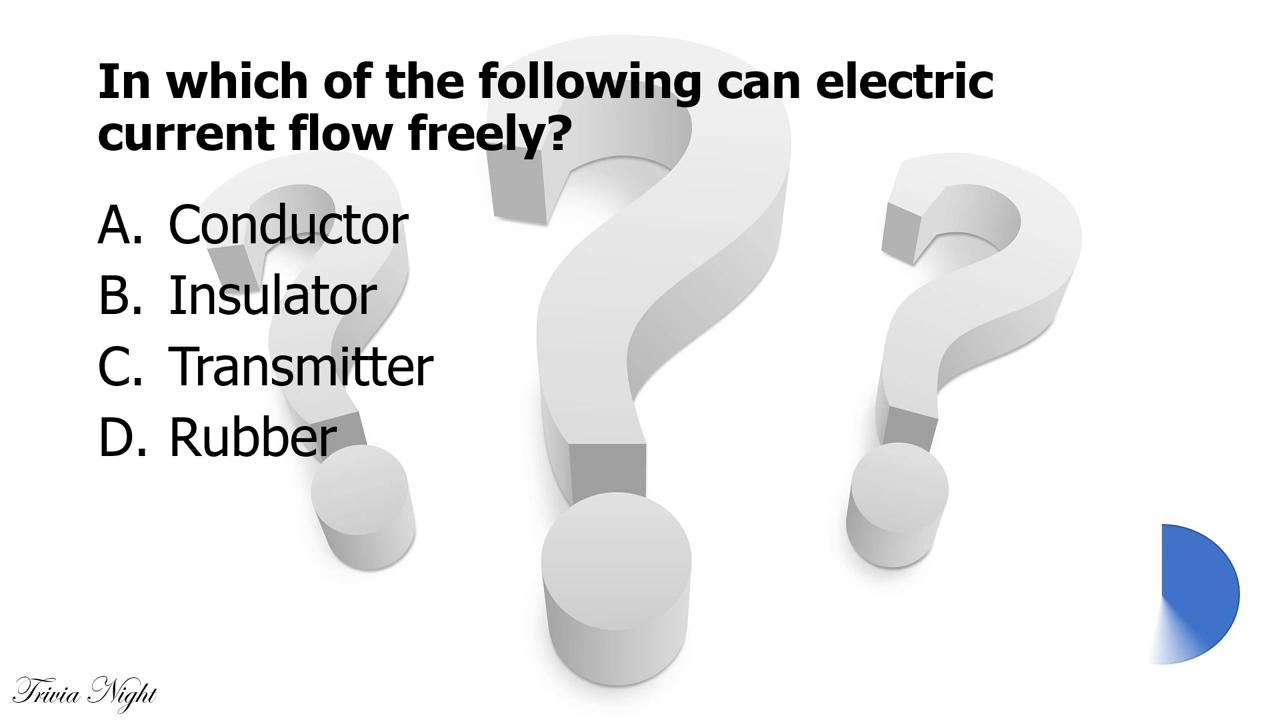 In which of the following can electric
current flow freely?
A. Conductor
B. Insulator
C. Transmitter
D. Rubber
Trivia Night